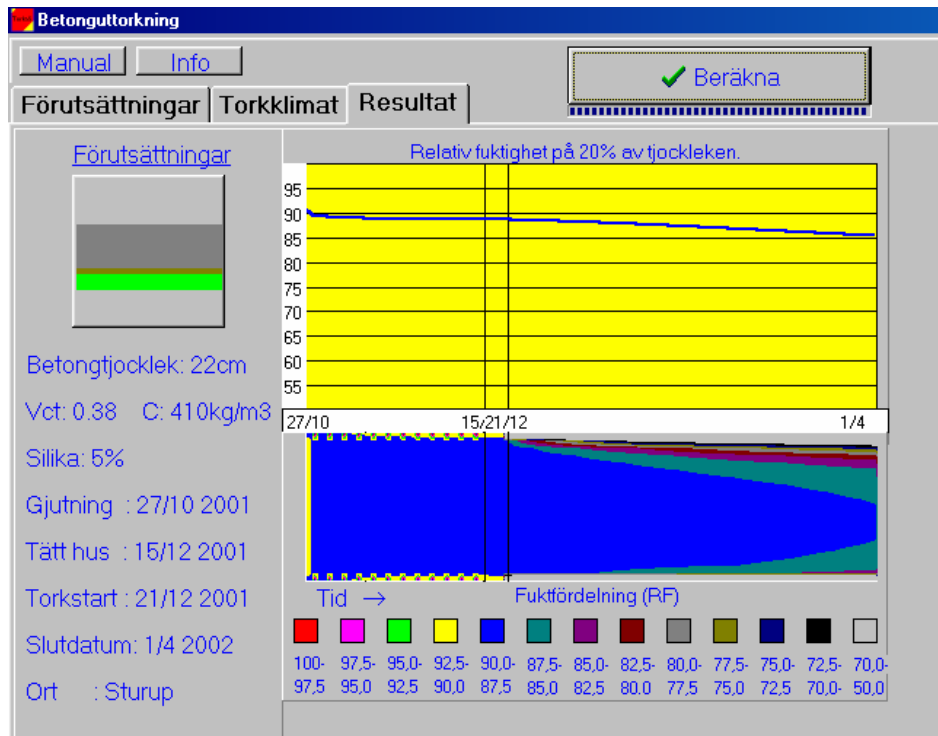 Betonguttorkning
Manual Info
Beräkna
Förutsättningar Torkklimat Resultat
Förutsättningar
Betongtjocklek: 22cm
Vct: 0.38 C: 410kg/m3
Silika: 5%
Gjutning : 27/10 2001
Tätt hus : 15/12 2001
Torkstart : 21/12 2001
Slutdatum: 1/4 2002
Ort : Sturup
Relativ fuktighet på 20% av tjockleken.
95
90
85
80
75
70
65
60
55
27/10 15/21/12 1/4
Tid → Fuktfördelning (RF)
100- 97,5- 95,0- 92,5- 90,0- 87,5- 85,0- 82,5- 80,0- 77,5- 75,0- 72,5- 70,0-
97,5 95,0 92,5 90,0 87,5 85,0 82,5 80.0 77,5 75,0 72,5 70,0- 50,0